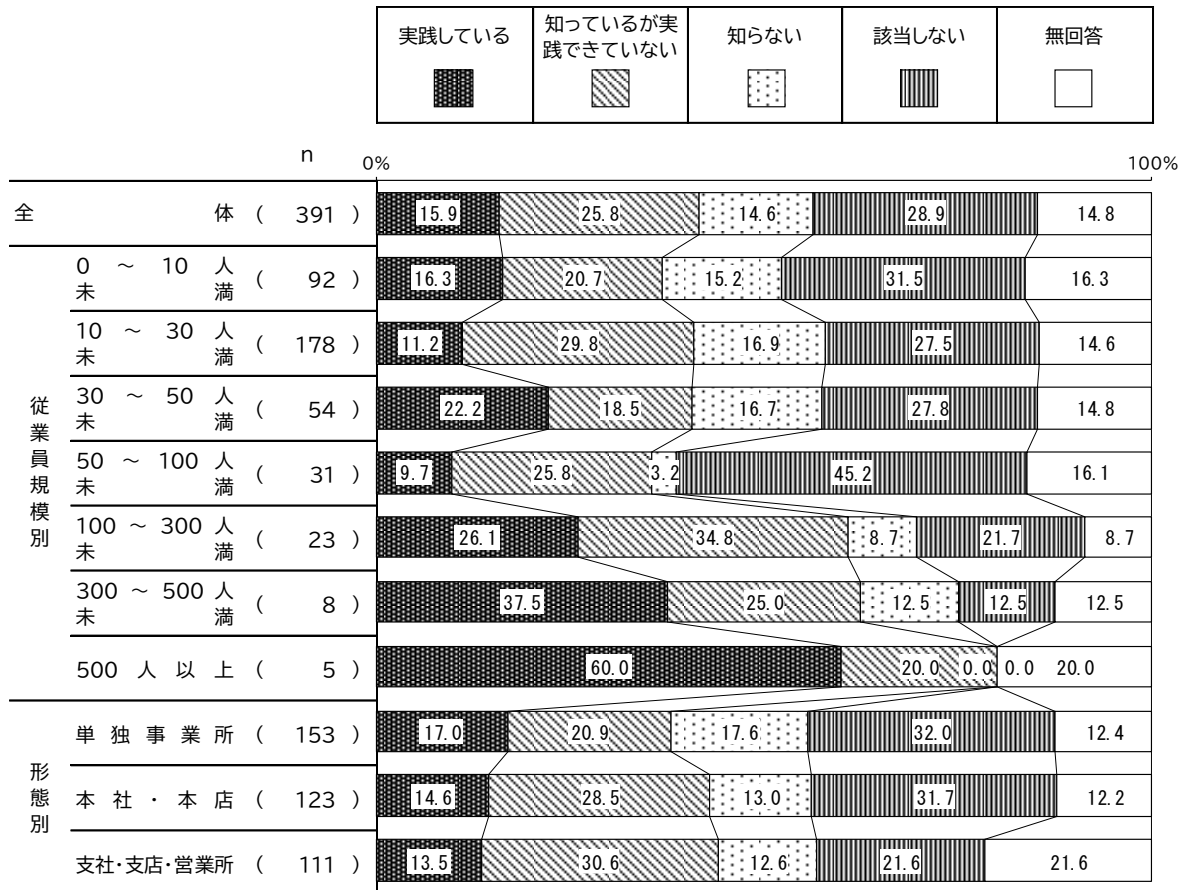 実践している
知っているが実
践できていない
知らない
該当しない
無回答
n
0%
100%
全体 ( 391 ) 15.9 25.8 14.6 28.9 14.8
従業員規模別
0 ～ 10 人
未満 ( 92 ) 16.3 20.7 15.2 31.5 16.3
10 ～ 30 人
未満 ( 178 ) 11.2 29.8 16.9 27.5 14.6
30 ～ 50 人
未満 ( 54 ) 22.2 18.5 16.7 27.8 14.8
50 ～ 100 人
未満 ( 31 ) 9.7 25.8 3.2 45.2 16.1
100 ～ 300 人
未満 ( 23 ) 26.1 34.8 8.7 21.7 8.7
300 ～ 500 人
未満 ( 8 ) 37.5 25.0 12.5 12.5 12.5
500 人以上 ( 5 ) 60.0 20.0 0.0 0.0 20.0
形態別
単独事業所 ( 153 ) 17.0 20.9 17.6 32.0 12.4
本社・本店 ( 123 ) 14.6 28.5 13.0 31.7 12.2
支社・支店・営業所 ( 111 ) 13.5 30.6 12.6 21.6 21.6